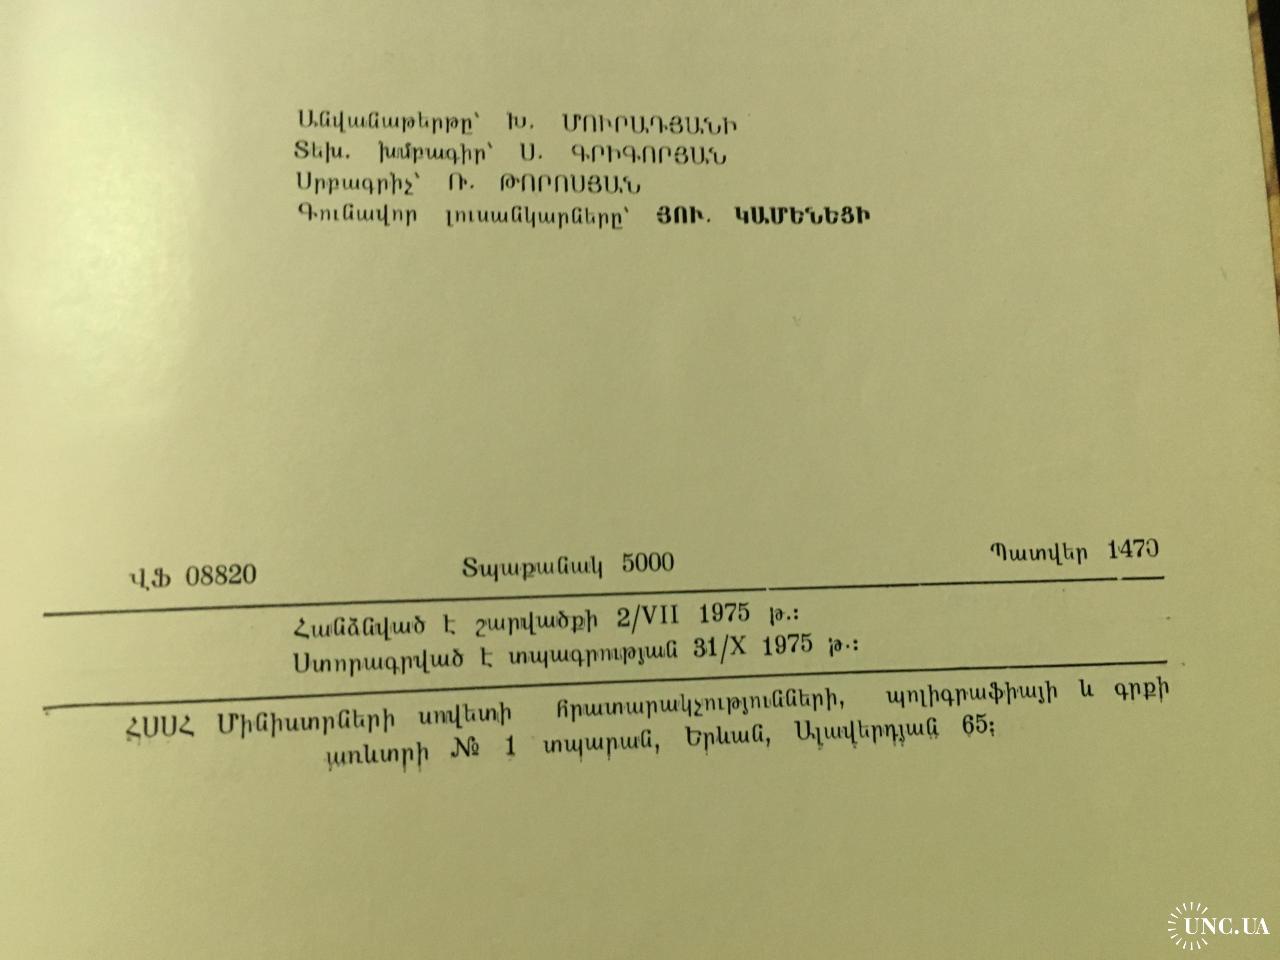 Անվանաթերթը՝ Խ. ՄՈՒՐԱԴՅԱՆԻ
Տեխ. խմբագիր՝ Ս. ԳՐԻԳՈՐՅԱՆ
Սրբագրիչ՝ Ռ. ԹՈՐՈՍՅԱՆ
Գունավոր լուսանկարները՝ ՅՈՒ. ԿԱՄԵՆԵՑԻ
ՎՖ 08820 Տպաքանակ 5000 Պատվեր 1470
Հանձնված է շարվածքի 2/VII 1975 թ.։
Ստորագրված է տպագրության 31/X 1975 թ.։
ՀՍՍՀ Մինիստրների սովետի հրատարակչությունների, պոլիգրաֆիայի և գրքի
առևտրի № 1 տպարան, Երևան, Ալավերդյան 65։
UNC.UA